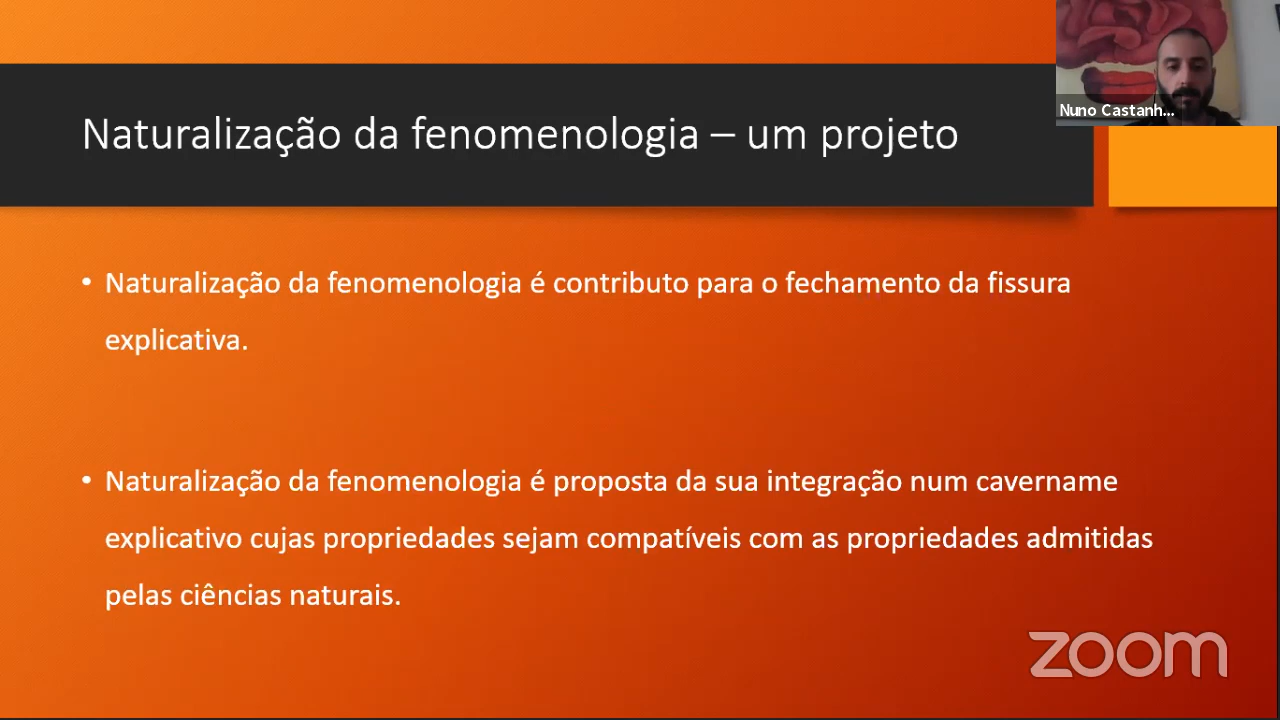 Nuno Castanh...
Naturalização da fenomenologia – um projeto
• Naturalização da fenomenologia é contributo para o fechamento da fissura
explicativa.
• Naturalização da fenomenologia é proposta da sua integração num cavername
explicativo cujas propriedades sejam compatíveis com as propriedades admitidas
pelas ciências naturais.
zoom